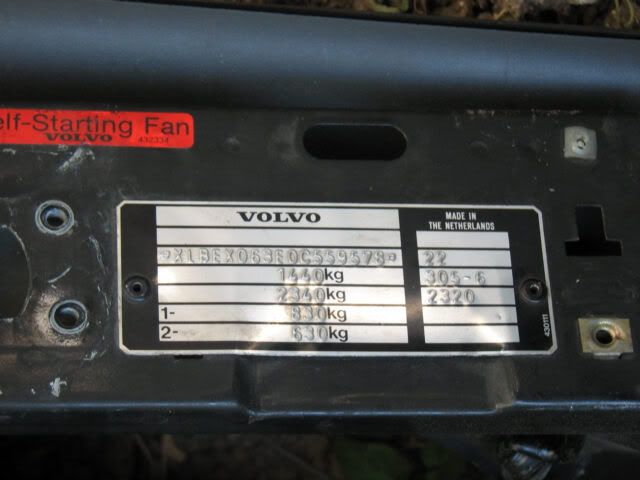 elf-Starting Fan
VOLVO 432334
VOLVO
MADE IN
THE NETHERLANDS
22
1440kg 305-6
2340kg 2320
1- 830kg
2- 630kg
430111